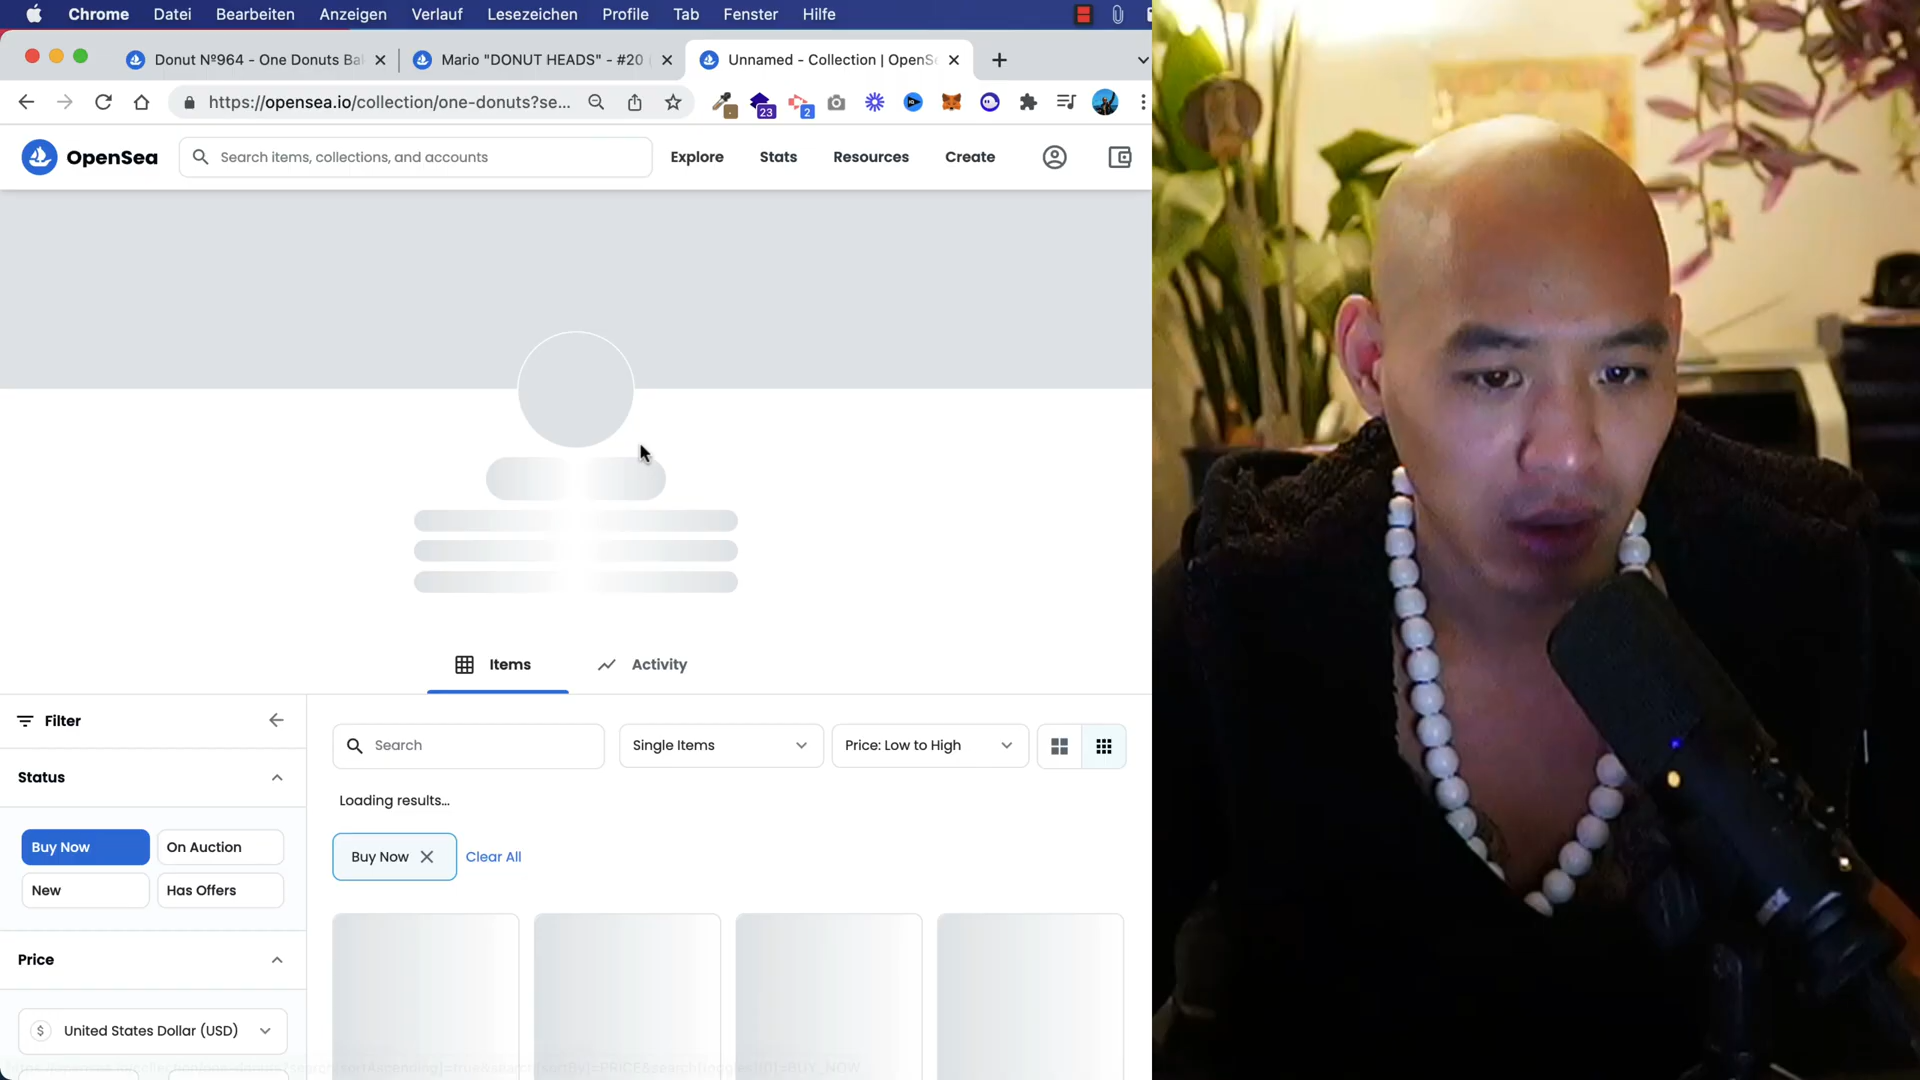 Chrome Datei Bearbeiten Anzeigen Verlauf Lesezeichen Profile Tab Fenster Hilfe
Donut Nº964 - One Donuts Ba
Mario "DONUT HEADS" - #20
Unnamed - Collection | OpenS
https://opensea.io/collection/one-donuts?se...
23
2
OpenSea
Search items, collections, and accounts
Explore
Stats
Resources
Create
Items
Activity
Filter
Search
Single Items
Price: Low to High
Status
Loading results...
Buy Now
On Auction
Buy Now
Clear All
New
Has Offers
Price
$ United States Dollar (USD)